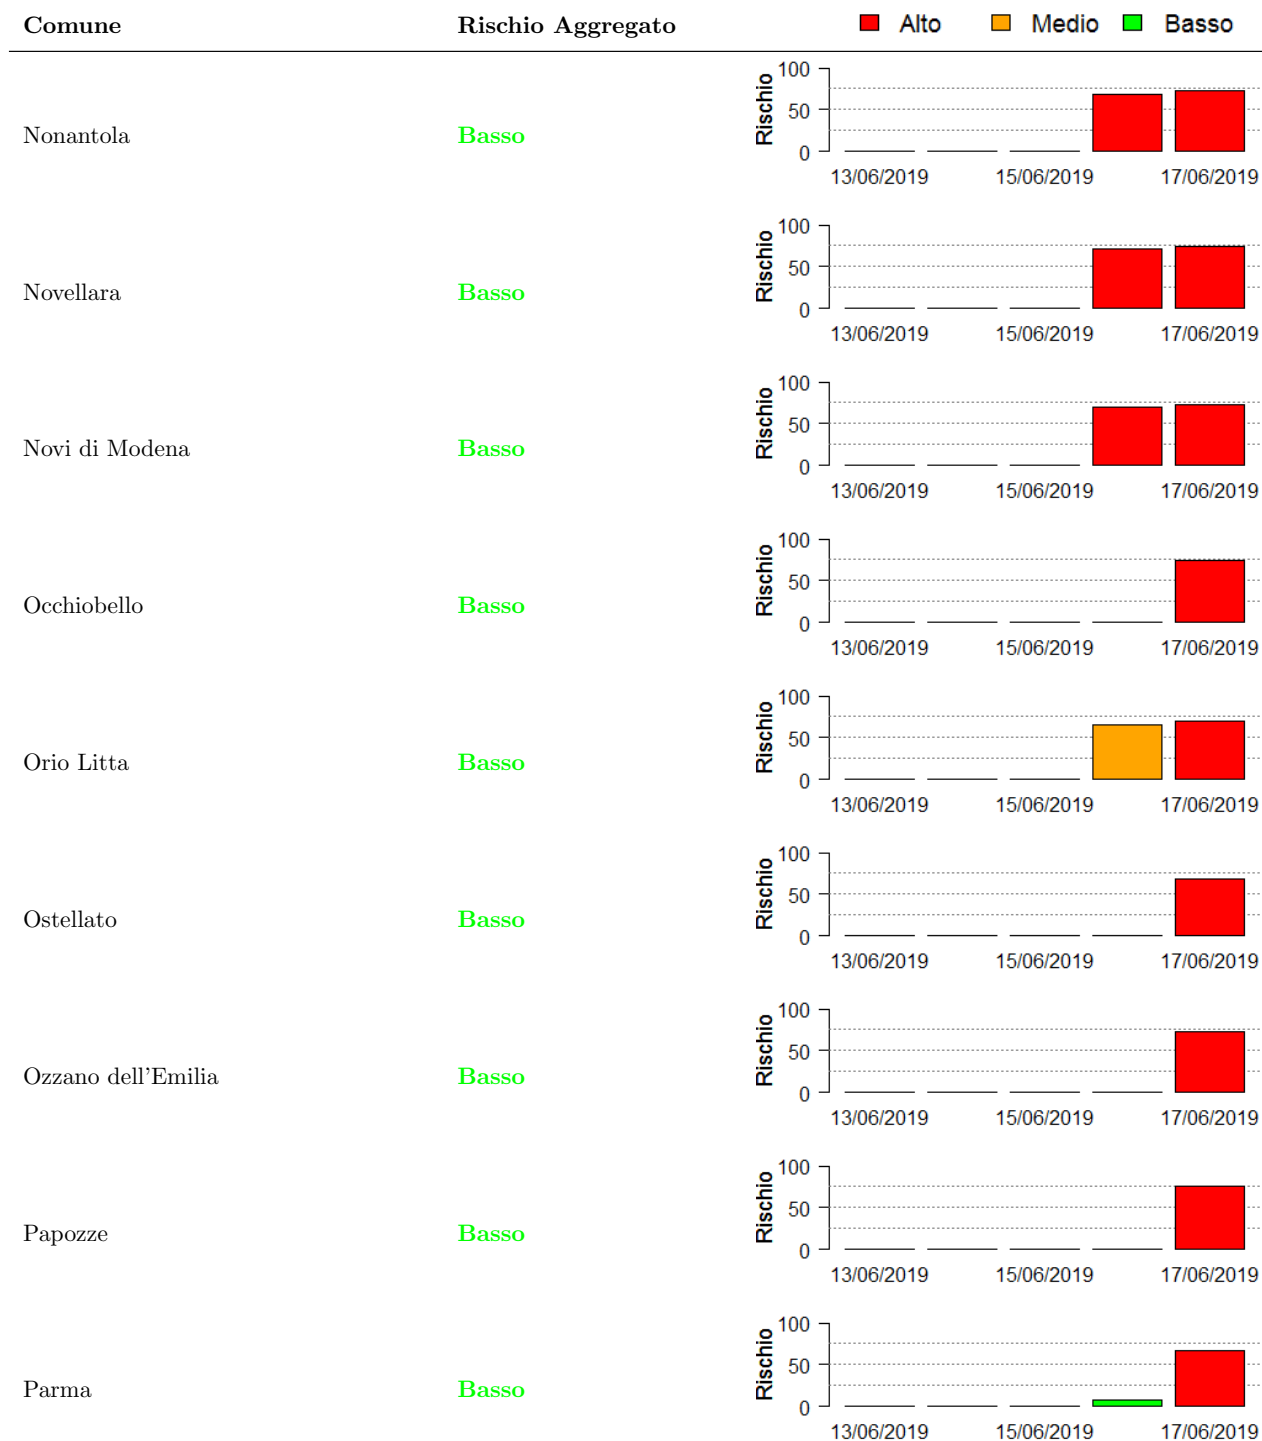 Comune Rischio Aggregato Alto Medio Basso
100
50
0
Rischio
Nonantola Basso
13/06/2019 15/06/2019 17/06/2019
100
50
0
Rischio
Novellara Basso
13/06/2019 15/06/2019 17/06/2019
100
50
0
Rischio
Novi di Modena Basso
13/06/2019 15/06/2019 17/06/2019
100
50
0
Rischio
Occhiobello Basso
13/06/2019 15/06/2019 17/06/2019
100
50
0
Rischio
Orio Litta Basso
13/06/2019 15/06/2019 17/06/2019
100
50
0
Rischio
Ostellato Basso
13/06/2019 15/06/2019 17/06/2019
100
50
0
Rischio
Ozzano dell'Emilia Basso
13/06/2019 15/06/2019 17/06/2019
100
50
0
Rischio
Papozze Basso
13/06/2019 15/06/2019 17/06/2019
100
50
0
Rischio
Parma Basso
13/06/2019 15/06/2019 17/06/2019